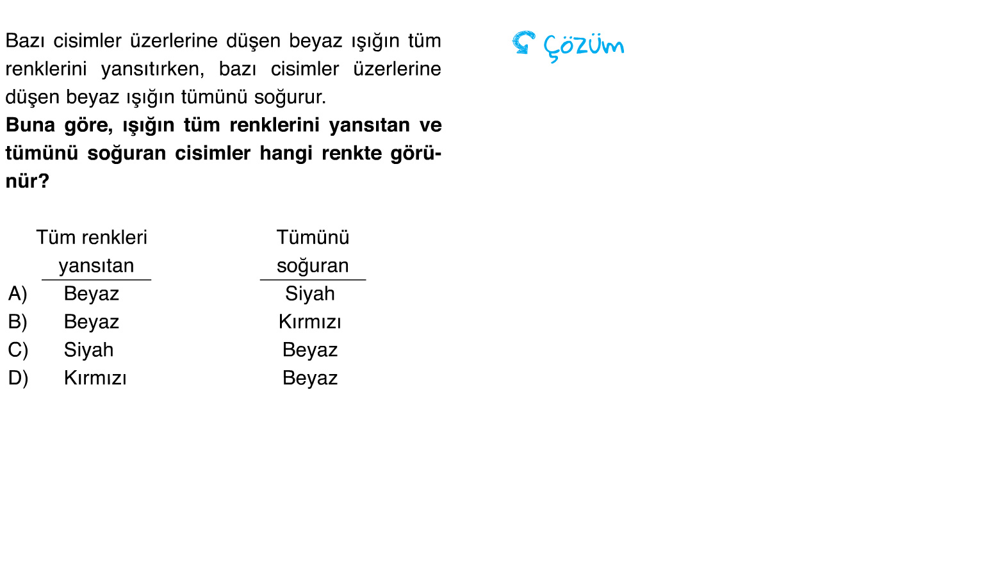 Bazı cisimler üzerlerine düşen beyaz ışığın tüm
renklerini yansıtırken, bazı cisimler üzerlerine
düşen beyaz ışığın tümünü soğurur.
Buna göre, ışığın tüm renklerini yansıtan ve
tümünü soğuran cisimler hangi renkte görü-
nür?
Tüm renkleri Tümünü
yansıtan soğuran
A) Beyaz Siyah
B) Beyaz Kırmızı
C) Siyah Beyaz
D) Kırmızı Beyaz
Çözüm